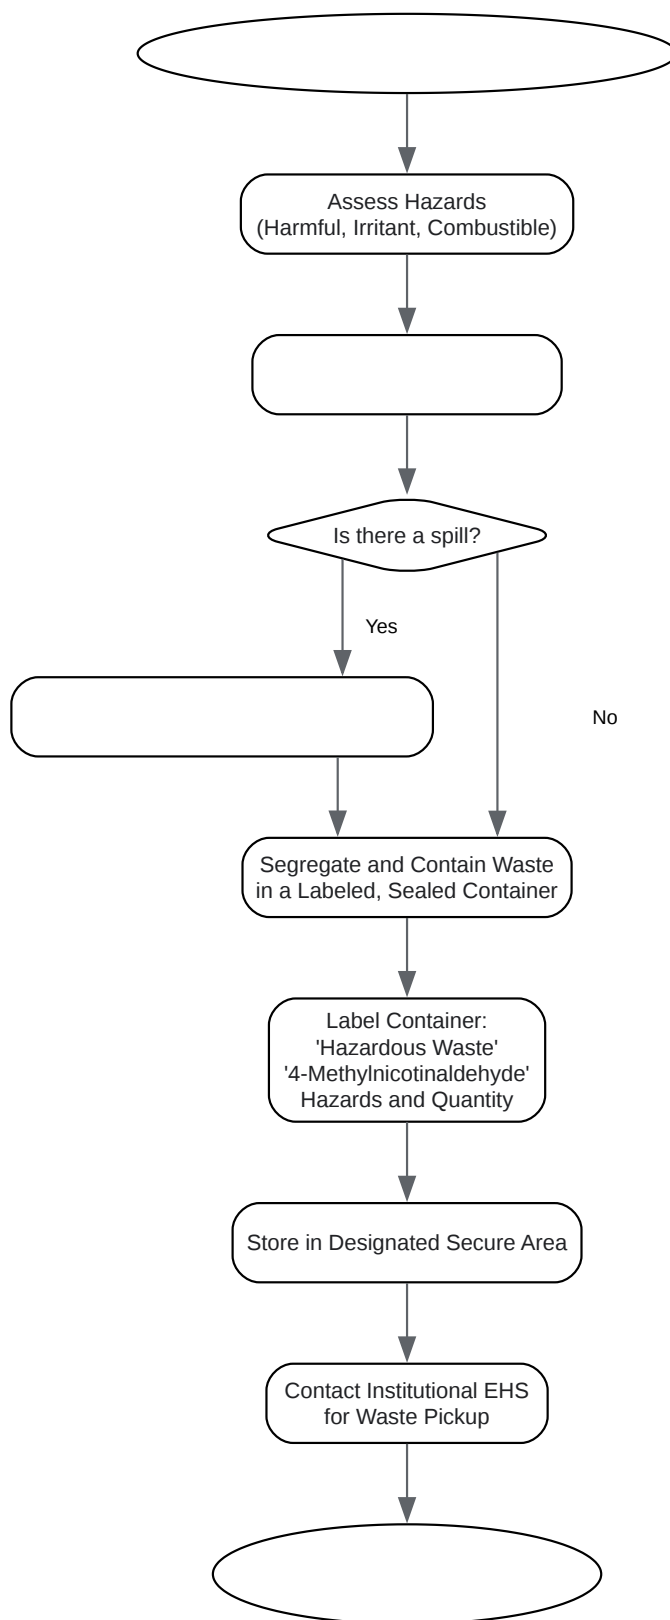 Assess Hazards
(Harmful, Irritant, Combustible)
Is there a spill?
Yes
No
Segregate and Contain Waste
in a Labeled, Sealed Container
Label Container:
'Hazardous Waste'
'4-Methylnicotinaldehyde'
Hazards and Quantity
Store in Designated Secure Area
Contact Institutional EHS
for Waste Pickup